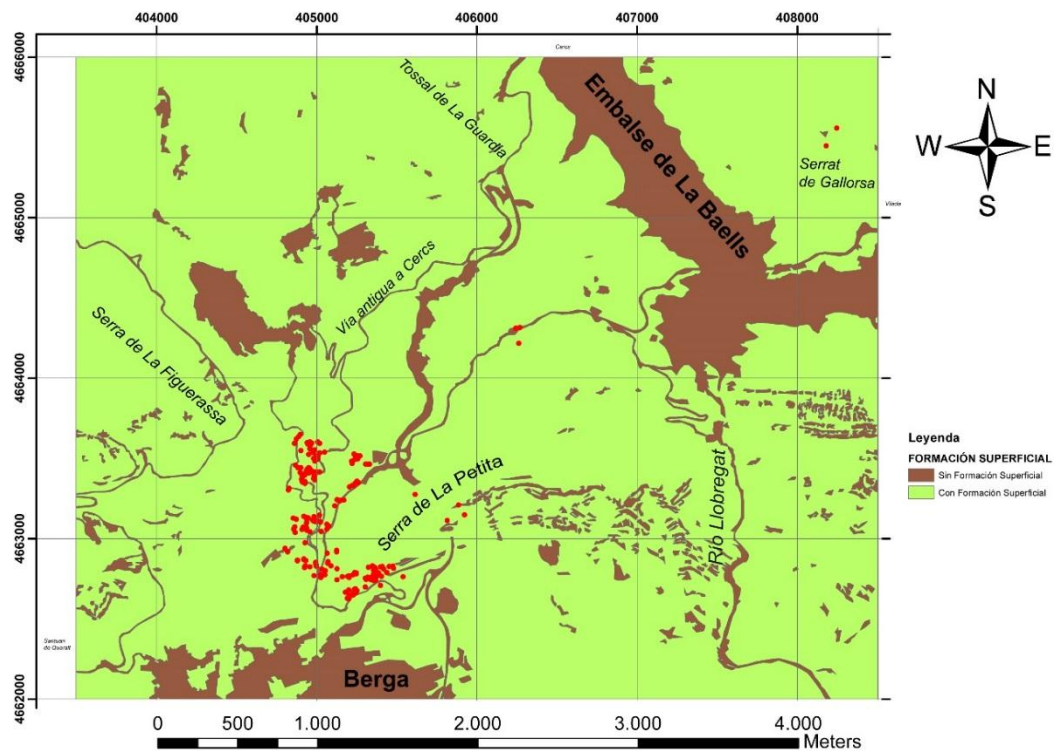 404000 405000 406000 407000 408000
Cercs
4666000
4665000
4664000
4663000
4662000
Tossal de La Guardia
Embalse de La Baells
Serrat
de Gallorsa
Vía antigua a Cercs
Serra de La Figuerassa
Serra de La Petita
Río Llobregat
Berga
N
W E
S
Leyenda
FORMACIÓN SUPERFICIAL
Sin Formación Superficial
Con Formación Superficial
0 500 1.000 2.000 3.000 4.000
Meters